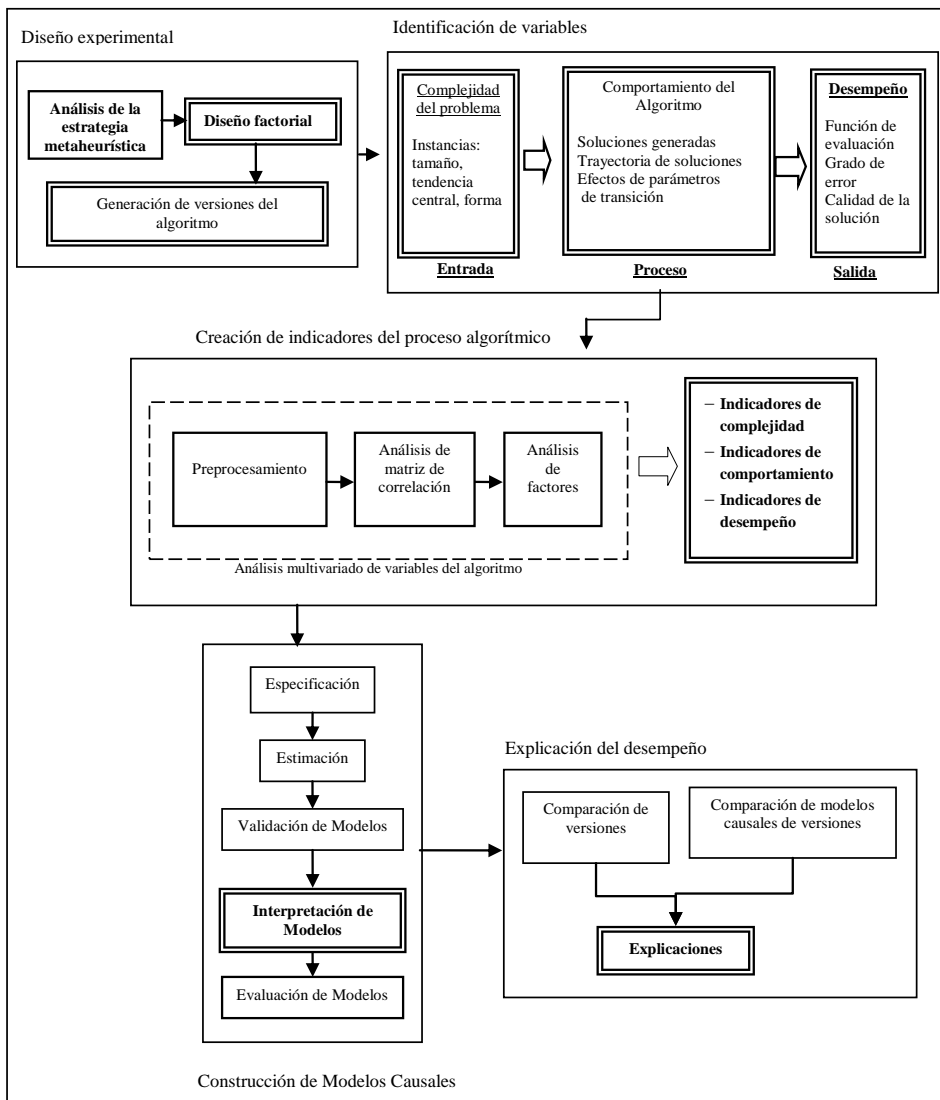 Diseño experimental
Análisis de la
estrategia
metaheurística
Diseño factorial
Generación de versiones del
algoritmo
Identificación de variables
Complejidad
del problema
Instancias:
tamaño,
tendencia
central, forma
Entrada
Comportamiento del
Algoritmo
Soluciones generadas
Trayectoria de soluciones
Efectos de parámetros
de transición
Proceso
Desempeño
Función de
evaluación
Grado de
error
Calidad de la
solución
Salida
Creación de indicadores del proceso algorítmico
Preprocesamiento
Análisis de
matriz de
correlación
Análisis
de
factores
Análisis multivariado de variables del algoritmo
– Indicadores de
complejidad
– Indicadores de
comportamiento
– Indicadores de
desempeño
Especificación
Estimación
Validación de Modelos
Interpretación de
Modelos
Evaluación de Modelos
Construcción de Modelos Causales
Explicación del desempeño
Comparación de
versiones
Comparación de modelos
causales de versiones
Explicaciones